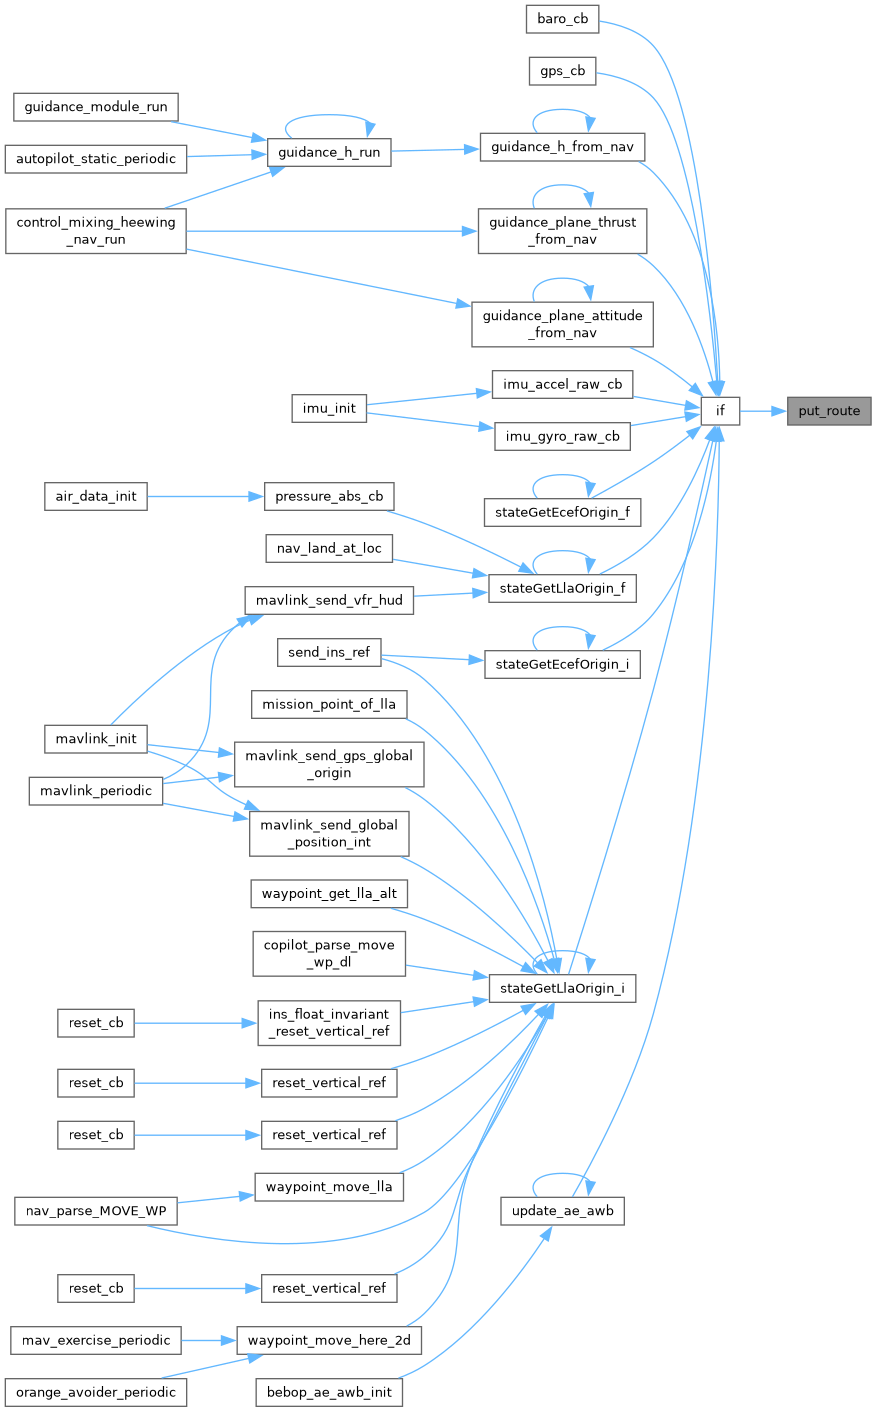 baro_cb
gps_cb
guidance_module_run
guidance_h_from_nav
guidance_h_run
autopilot_static_periodic
control_mixing_heewing
_nav_run
guidance_plane_thrust
_from_nav
guidance_plane_attitude
_from_nav
imu_accel_raw_cb
imu_init
if
put_route
imu_gyro_raw_cb
air_data_init
pressure_abs_cb
stateGetEcefOrigin_f
nav_land_at_loc
stateGetLlaOrigin_f
mavlink_send_vfr_hud
send_ins_ref
stateGetEcefOrigin_i
mission_point_of_lla
mavlink_init
mavlink_send_gps_global
_origin
mavlink_periodic
mavlink_send_global
_position_int
waypoint_get_lla_alt
copilot_parse_move
_wp_dl
stateGetLlaOrigin_i
reset_cb
ins_float_invariant
_reset_vertical_ref
reset_cb
reset_vertical_ref
reset_cb
reset_vertical_ref
waypoint_move_lla
nav_parse_MOVE_WP
update_ae_awb
reset_cb
reset_vertical_ref
mav_exercise_periodic
waypoint_move_here_2d
orange_avoider_periodic
bebop_ae_awb_init